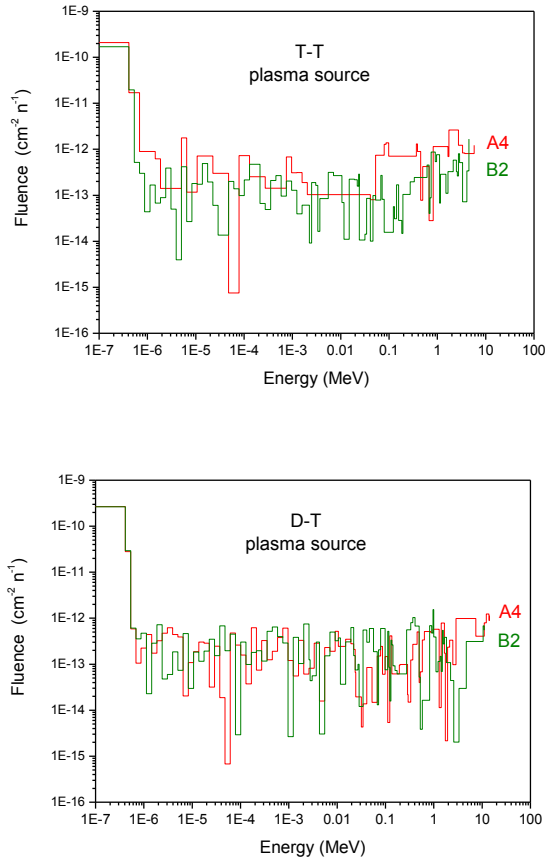 1E-9
1E-10
1E-11
1E-12
1E-13
1E-14
1E-15
1E-16
Fluence (cm-2 n-1)
T-T
plasma source
A4
B2
1E-7 1E-6 1E-5 1E-4 1E-3 0.01 0.1 1 10 100
Energy (MeV)
1E-9
1E-10
1E-11
1E-12
1E-13
1E-14
1E-15
1E-16
Fluence (cm-2 n-1)
D-T
plasma source
A4
B2
1E-7 1E-6 1E-5 1E-4 1E-3 0.01 0.1 1 10 100
Energy (MeV)